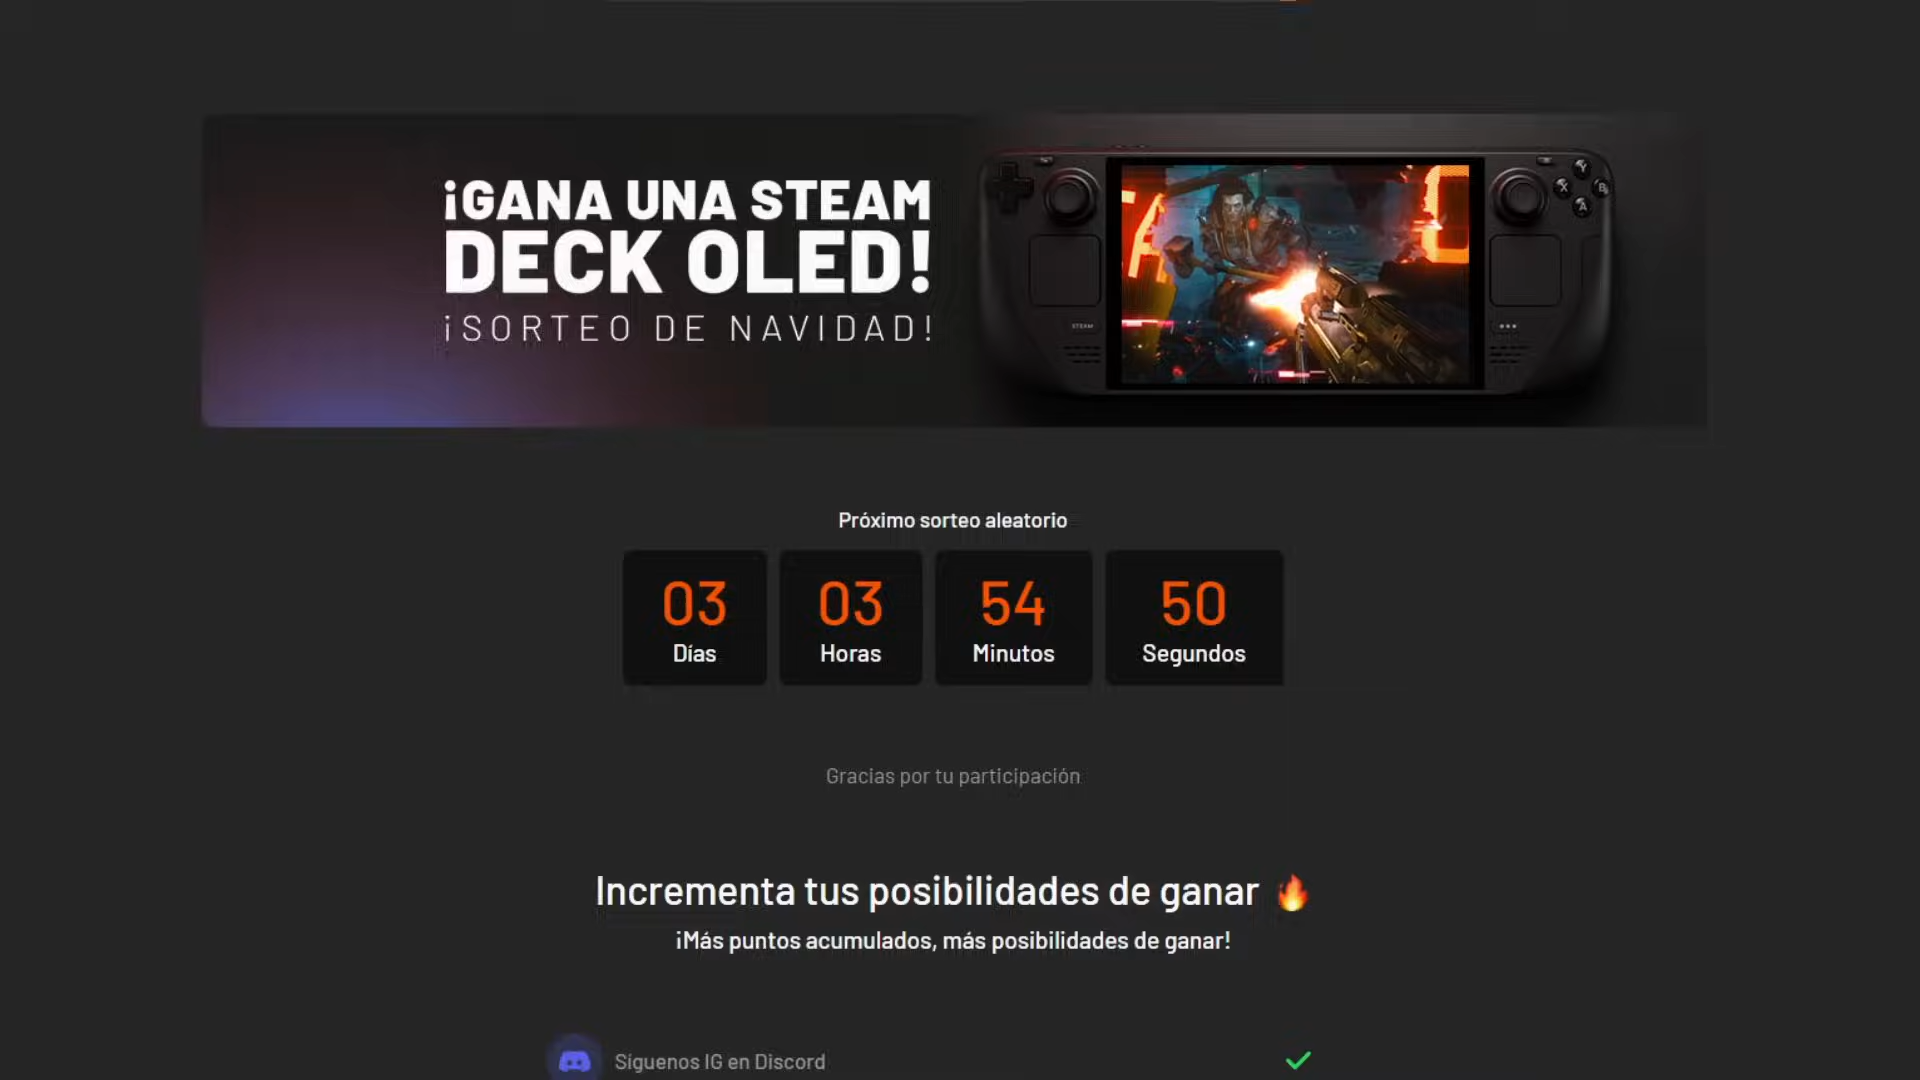 ¡GANA UNA STEAM
DECK OLED!
¡SORTEO DE NAVIDAD!
STEAM
Y
X
B
A
Próximo sorteo aleatorio
03
Días
03
Horas
54
Minutos
50
Segundos
Gracias por tu participación
Incrementa tus posibilidades de ganar 🔥
¡Más puntos acumulados, más posibilidades de ganar!
Síguenos IG en Discord